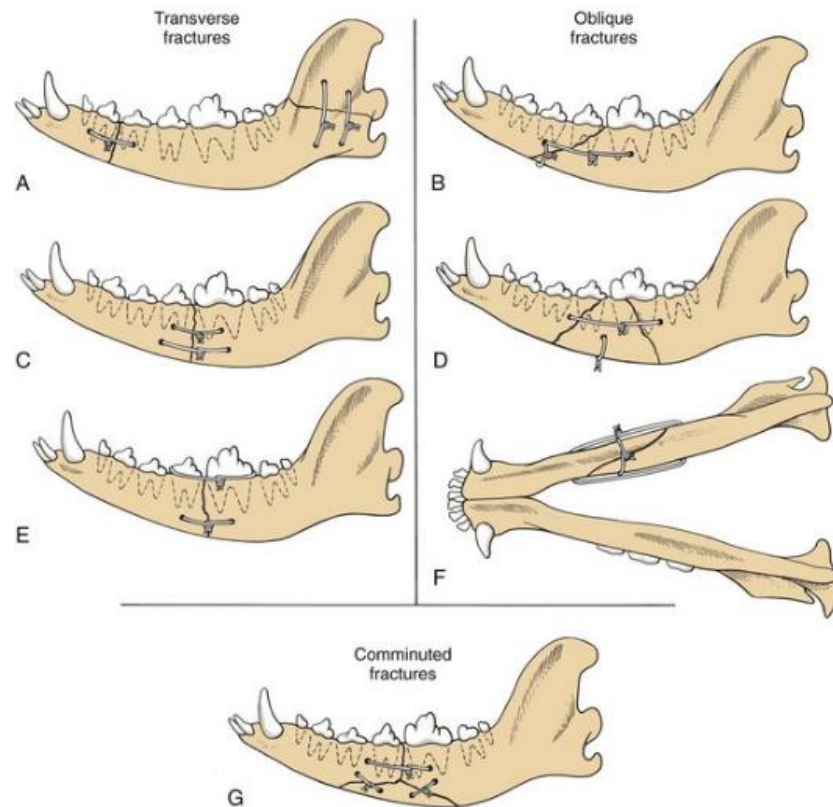 Transverse
fractures
Oblique
fractures
A
B
C
D
E
F
Comminuted
fractures
G